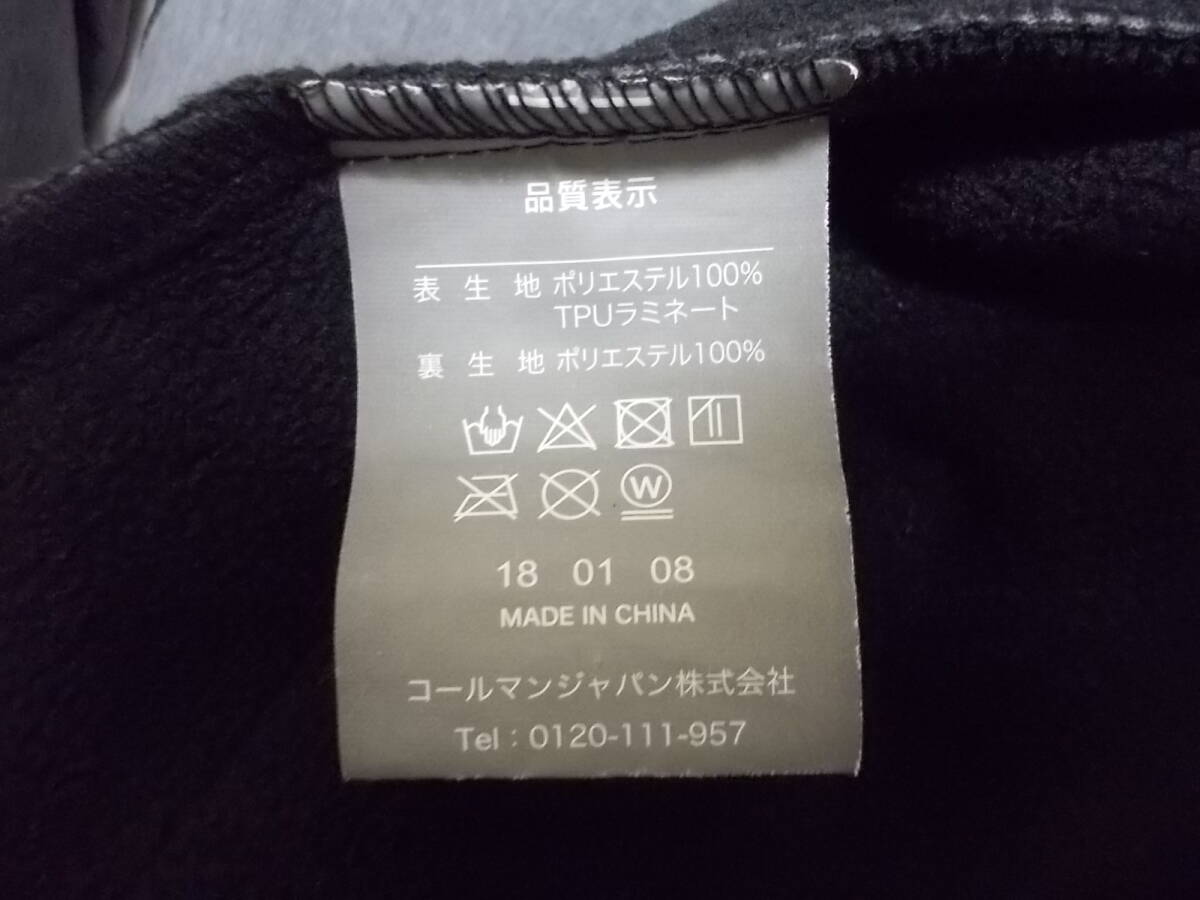 品質表示
表生地 ポリエステル100%
TPUラミネート
裏生地 ポリエステル100%
W
18 01 08
MADE IN CHINA
コールマンジャパン株式会社
Tel：0120-111-957